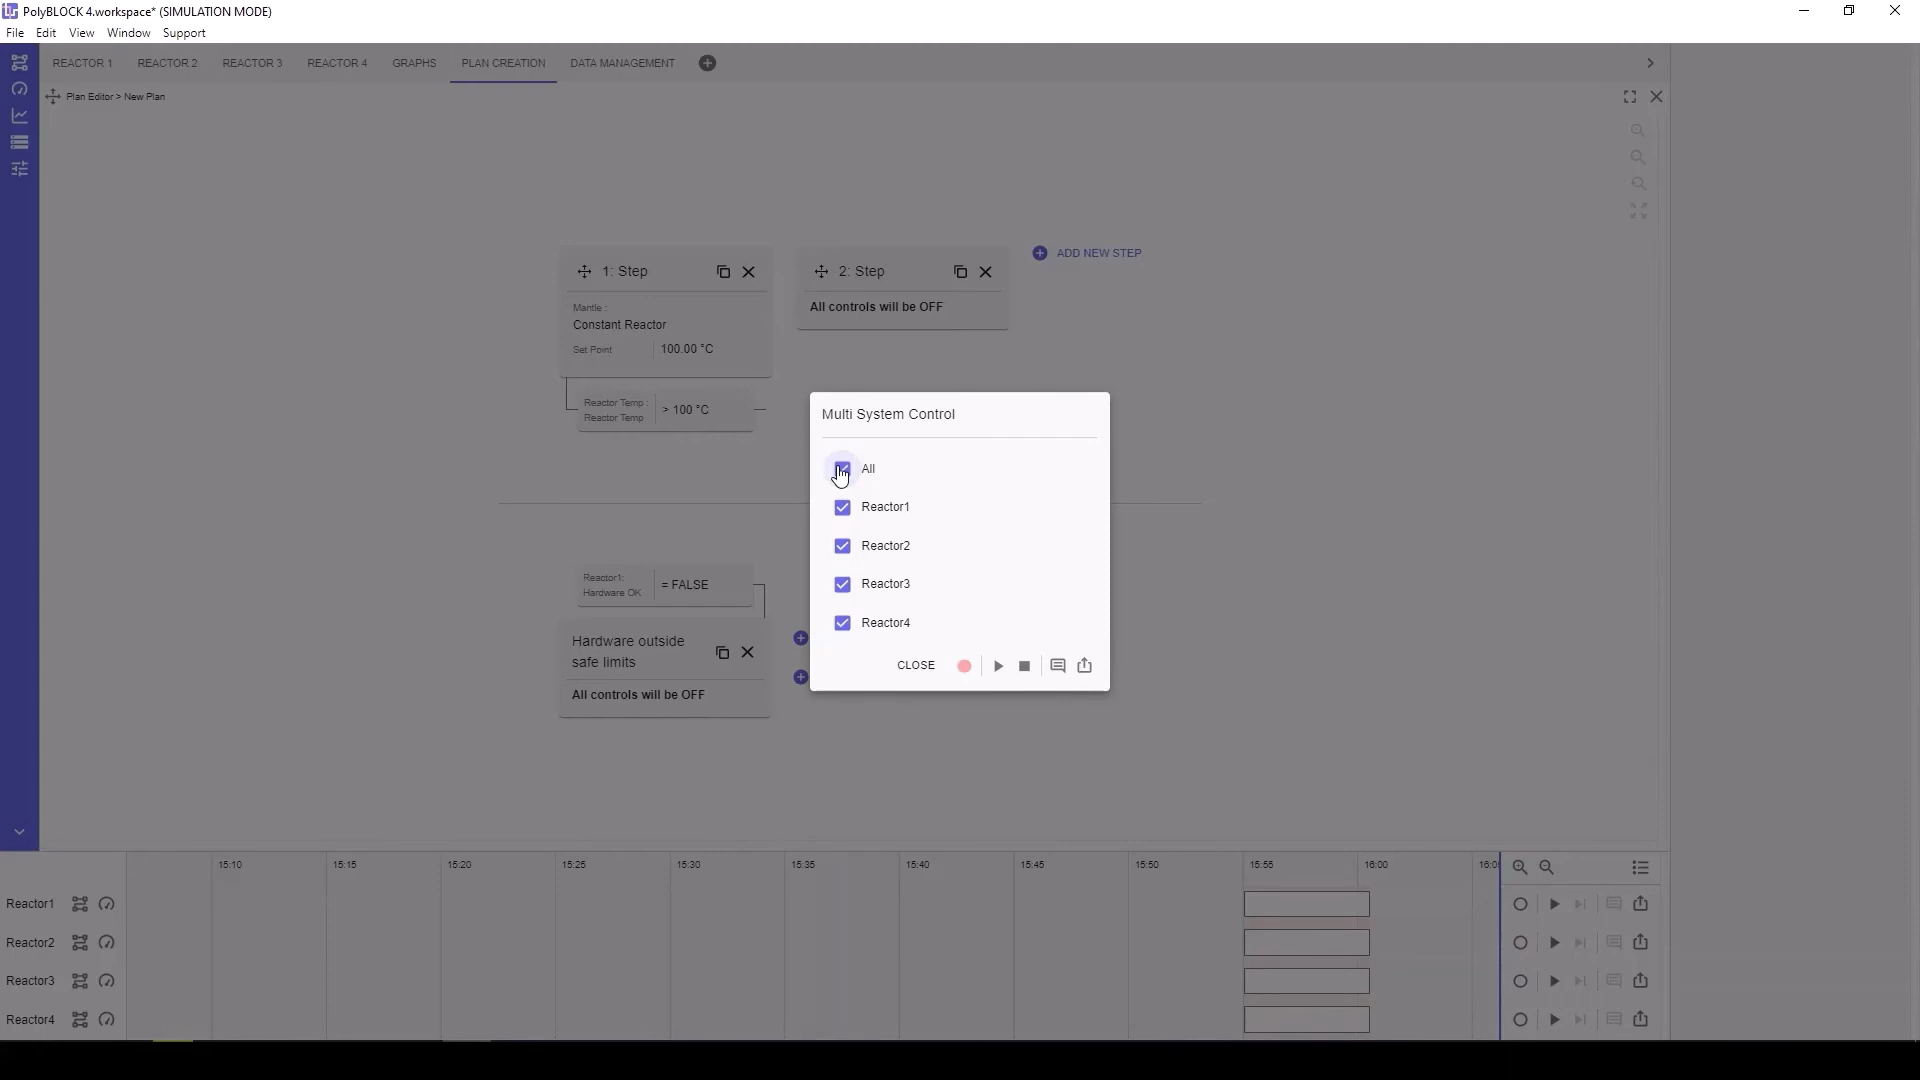 PolyBLOCK 4.workspace* (SIMULATION MODE)
File Edit View Window Support
REACTOR 1 REACTOR 2 REACTOR 3 REACTOR 4 GRAPHS PLAN CREATION DATA MANAGEMENT
Plan Editor > New Plan
1: Step
2: Step
ADD NEW STEP
Mantle :
Constant Reactor
Set Point 100.00 °C
All controls will be OFF
Reactor Temp :
Reactor Temp
> 100 °C
Multi System Control
All
Reactor1
Reactor2
Reactor3
Reactor4
CLOSE
Reactor1:
Hardware OK
= FALSE
Hardware outside
safe limits
All controls will be OFF
15:10 15:15 15:20 15:25 15:30 15:35 15:40 15:45 15:50 15:55 16:00
Reactor1
Reactor2
Reactor3
Reactor4